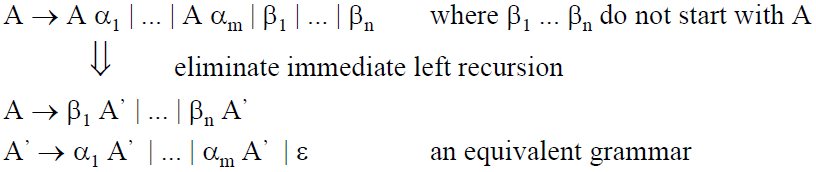 A → A α₁ | ... | A αₘ | β₁ | ... | βₙ where β₁ ... βₙ do not start with A
⇓ eliminate immediate left recursion
A → β₁ A’ | ... | βₙ A’
A’ → α₁ A’ | ... | αₘ A’ | ε an equivalent grammar